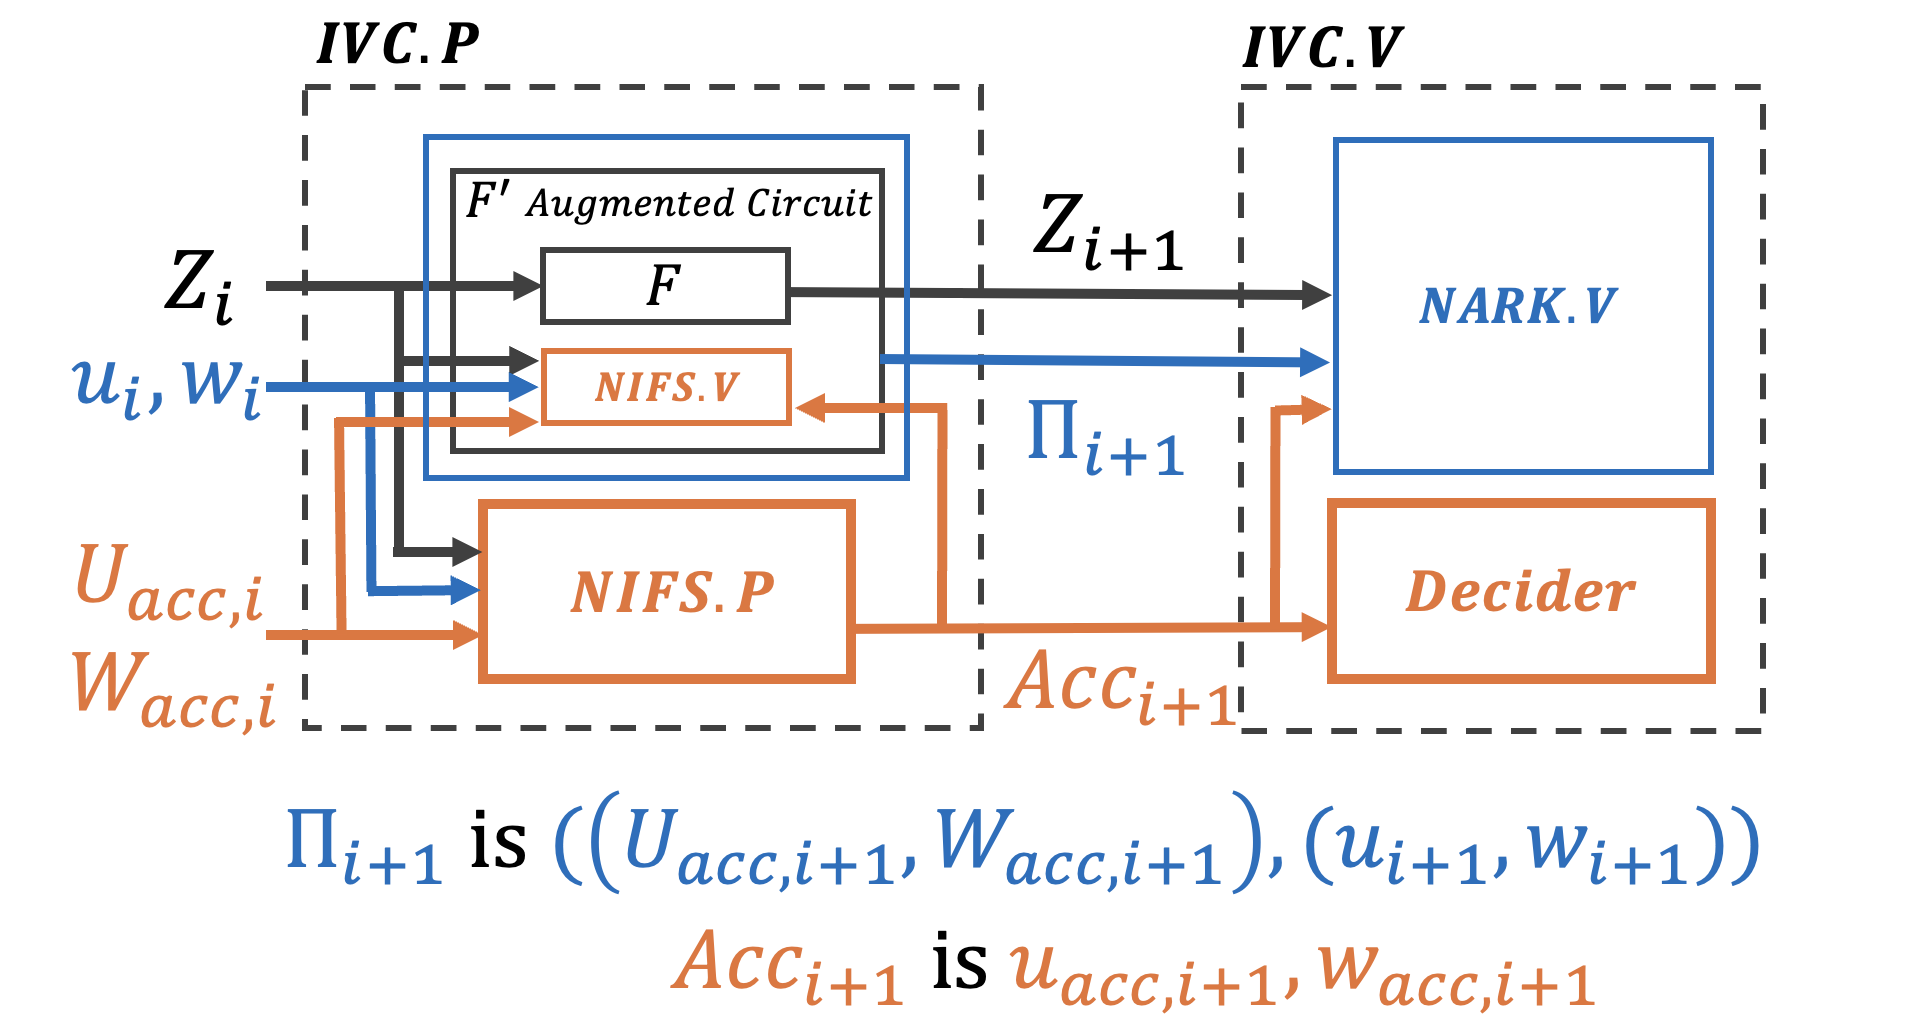 IVC.P
IVC.V
F′ Augmented Circuit
F
Z_i
Z_{i+1}
NARK.V
u_i, w_i
NIFS.V
Π_{i+1}
U_{acc,i}
NIFS.P
Decider
W_{acc,i}
Acc_{i+1}
Π_{i+1} is ((U_{acc,i+1}, W_{acc,i+1}), (u_{i+1}, w_{i+1}))
Acc_{i+1} is u_{acc,i+1}, w_{acc,i+1}